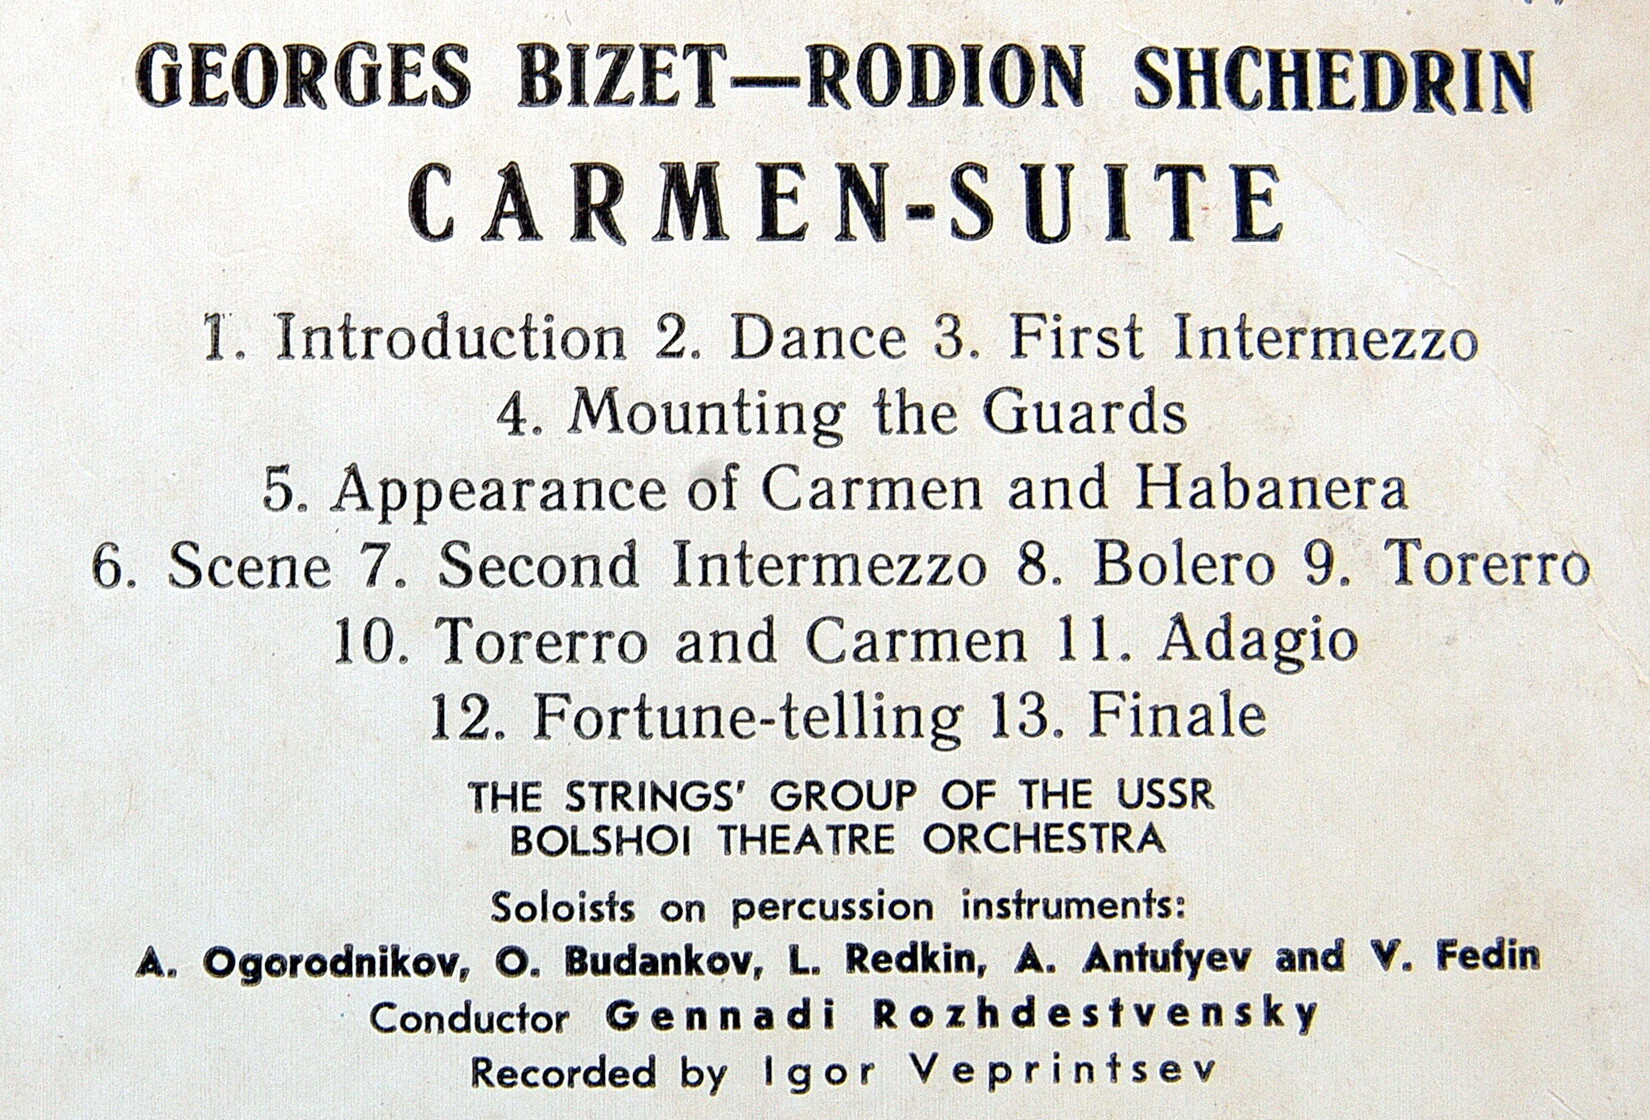 GEORGES BIZET—RODION SHCHEDRIN
CARMEN-SUITE
1. Introduction 2. Dance 3. First Intermezzo
4. Mounting the Guards
5. Appearance of Carmen and Habanera
6. Scene 7. Second Intermezzo 8. Bolero 9. Torerro
10. Torerro and Carmen 11. Adagio
12. Fortune-telling 13. Finale
THE STRINGS' GROUP OF THE USSR
BOLSHOI THEATRE ORCHESTRA
Soloists on percussion instruments:
A. Ogorodnikov, O. Budankov, L. Redkin, A. Antufyev and V. Fedin
Conductor Gennadi Rozhdestvensky
Recorded by Igor Veprintsev